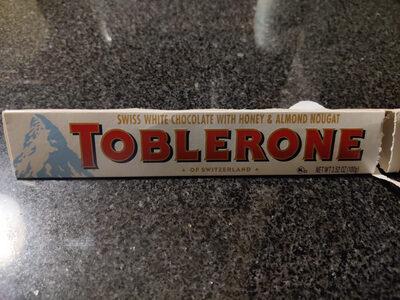 SWISS WHITE CHOCOLATE WITH HONEY & ALMOND NOUGAT
TOBLERONE
OF SWITZERLAND
NET WT 3.52 OZ (100g)